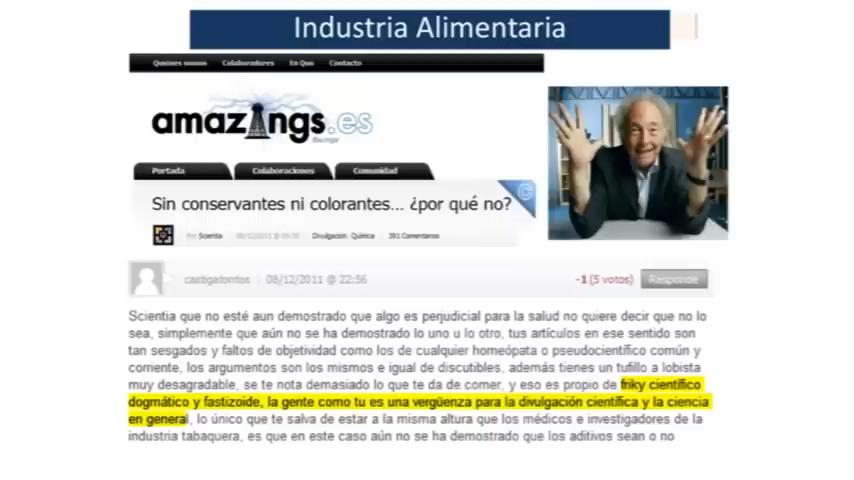 Industria Alimentaria
Quiénes somos Colaboradores En Que Contacto
amazings.es
Portada Colaboraciones Comunidad
Sin conservantes ni colorantes... ¿por qué no?
Por Scientia 08/12/2011 @ Divulgación, Química 391 Comentarios
castigatontos 08/12/2011 @ 22:56 -1 (5 votos) Responde
Scientia que no esté aun demostrado que algo es perjudicial para la salud no quiere decir que no lo
sea, simplemente que aún no se ha demostrado lo uno u lo otro, tus artículos en ese sentido son
tan sesgados y faltos de objetividad como los de cualquier homeópata o pseudocientífico común y
corriente, los argumentos son los mismos e igual de discutibles, además tienes un tufillo a lobista
muy desagradable, se te nota demasiado lo que te da de comer, y eso es propio de friky científico
dogmático y fastizoide, la gente como tu es una vergüenza para la divulgación científica y la ciencia
en general, lo único que te salva de estar a la misma altura que los médicos e investigadores de la
industria tabaquera, es que en este caso aún no se ha demostrado que los aditivos sean o no